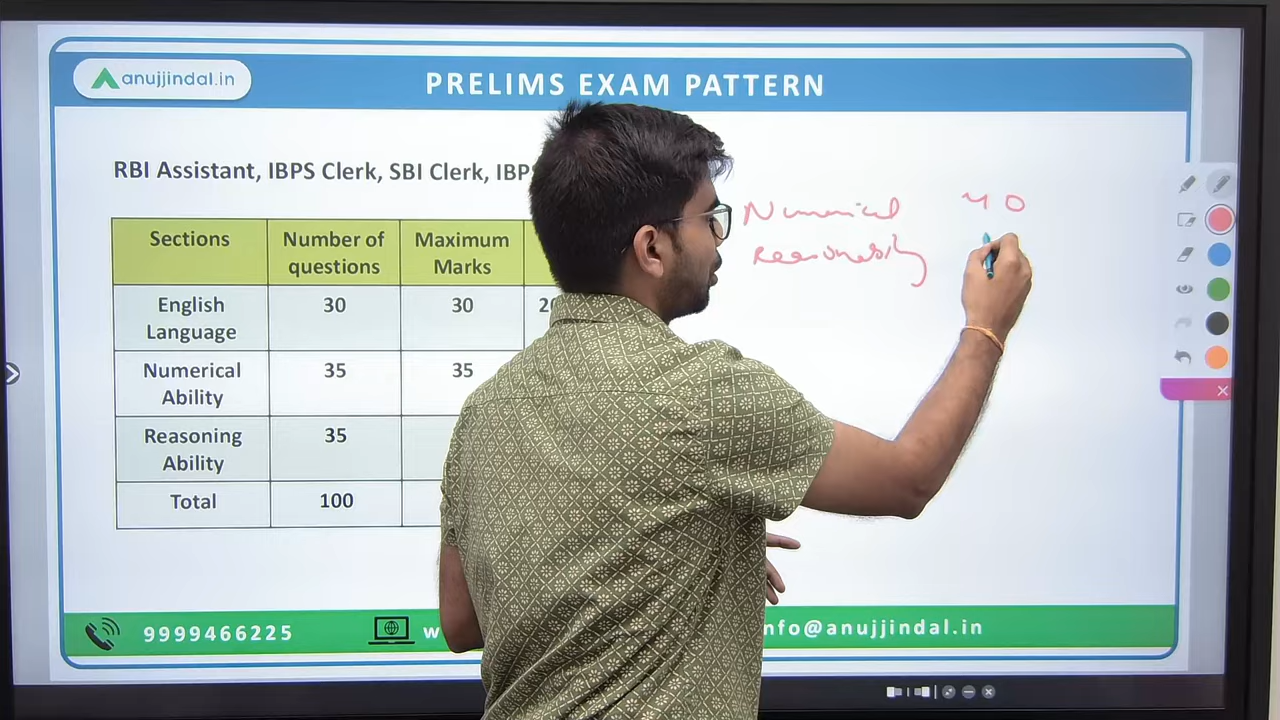 anujjindal.in
PRELIMS EXAM PATTERN
RBI Assistant, IBPS Clerk, SBI Clerk,
Numerical 40
Reasoning
Sections Number of questions Maximum Marks
English Language 30 30
Numerical Ability 35 35
Reasoning Ability 35
Total 100
9999466225
nfo@anujjindal.in